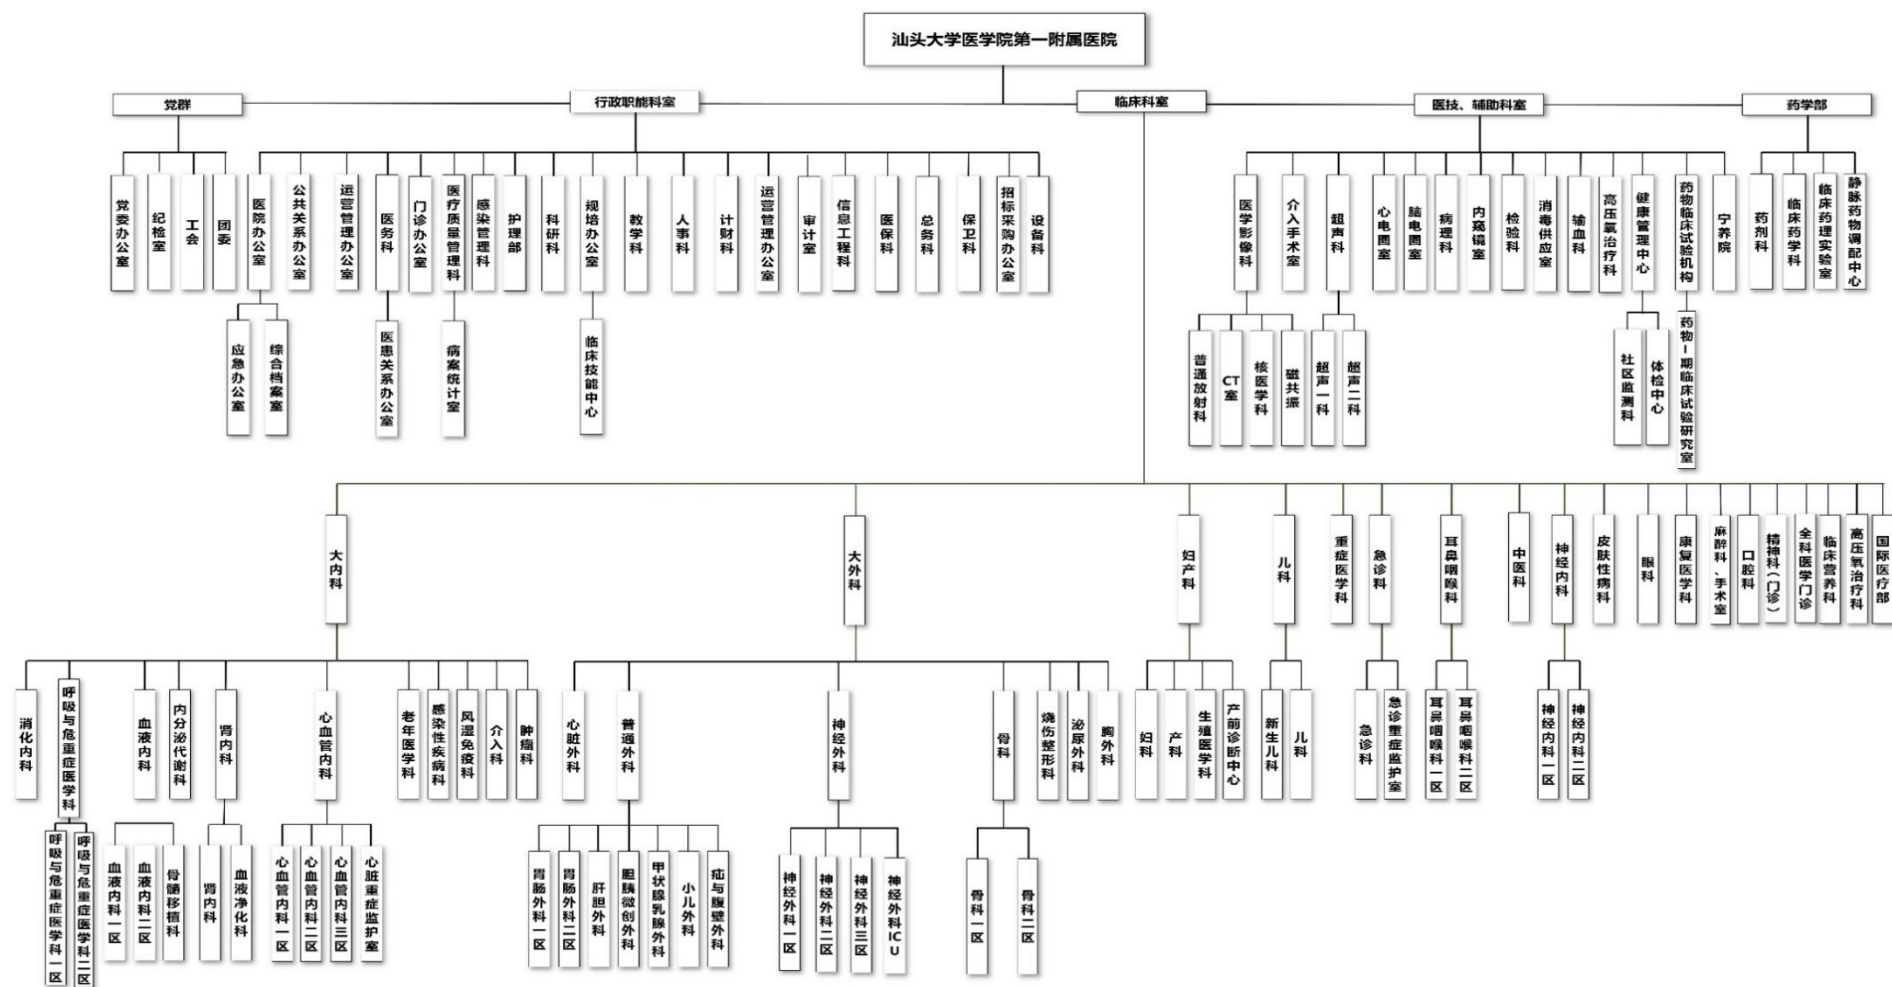 汕头大学医学院第一附属医院
党群
行政职能科室
临床科室
医技、辅助科室
药学部
党委办公室
纪检室
工会
团委
医院办公室
公共关系办公室
运营管理办公室
医务科
门诊办公室
医疗质量管理科
感染管理科
护理部
科研科
规培办公室
教学科
人事科
计财科
运营管理办公室
审计室
信息工程科
医保科
总务科
保卫科
招标采购办公室
设备科
医学影像科
介入手术室
超声科
心电图室
脑电图室
病理科
内窥镜室
检验科
消毒供应室
输血科
高压氧治疗科
健康管理中心
药物临床试验机构
宁养院
药剂科
临床药学科
临床药理实验室
静脉药物调配中心
应急办公室
综合档案室
医患关系办公室
病案统计室
临床技能中心
普通放射科
CT室
核医学科
磁共振
超声一科
超声二科
社区监测科
体检中心
药物I期临床试验研究室
大内科
大外科
妇产科
儿科
重症医学科
急诊科
耳鼻咽喉科
中医科
神经内科
皮肤性病科
眼科
康复医学科
麻醉科、手术室
口腔科
精神科（门诊）
全科医学门诊
临床营养科
高压氧治疗科
国际医疗部
消化内科
呼吸与危重症医学科
血液内科
内分泌代谢科
肾内科
心血管内科
老年医学科
感染性疾病科
风湿免疫科
介入科
肿瘤科
心脏外科
普通外科
神经外科
骨科
烧伤整形科
泌尿外科
胸外科
妇科
产科
生殖医学科
产前诊断中心
新生儿科
儿科
急诊科
急诊重症监护室
耳鼻咽喉科一区
耳鼻咽喉科二区
神经内科一区
神经内科二区
呼吸与危重症医学科一区
呼吸与危重症医学科二区
血液内科一区
血液内科二区
骨髓移植科
肾内科
血液净化科
心血管内科一区
心血管内科二区
心血管内科三区
心脏重症监护室
胃肠外科一区
胃肠外科二区
肝胆外科
胆胰微创外科
甲状腺乳腺外科
小儿外科
疝与腹壁外科
神经外科一区
神经外科二区
神经外科三区
神经外科ICU
骨科一区
骨科二区